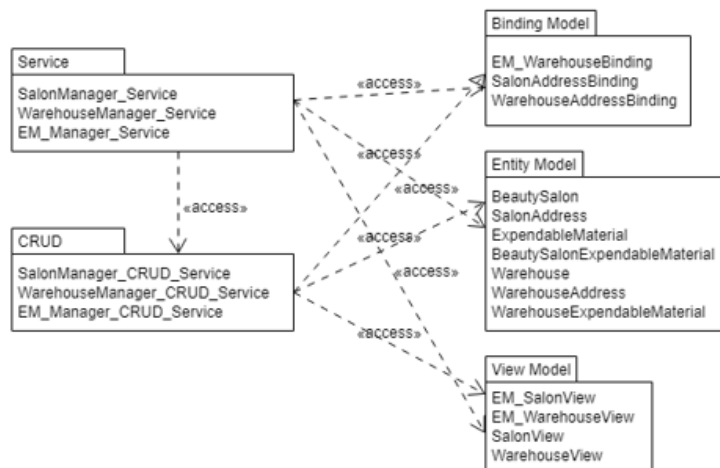 Service
SalonManager_Service
WarehouseManager_Service
EM_Manager_Service
«access»
CRUD
SalonManager_CRUD_Service
WarehouseManager_CRUD_Service
EM_Manager_CRUD_Service
«access»
«access»
«access»
«access»
«access»
«access»
Binding Model
EM_WarehouseBinding
SalonAddressBinding
WarehouseAddressBinding
Entity Model
BeautySalon
SalonAddress
ExpendableMaterial
BeautySalonExpendableMaterial
Warehouse
WarehouseAddress
WarehouseExpendableMaterial
View Model
EM_SalonView
EM_WarehouseView
SalonView
WarehouseView